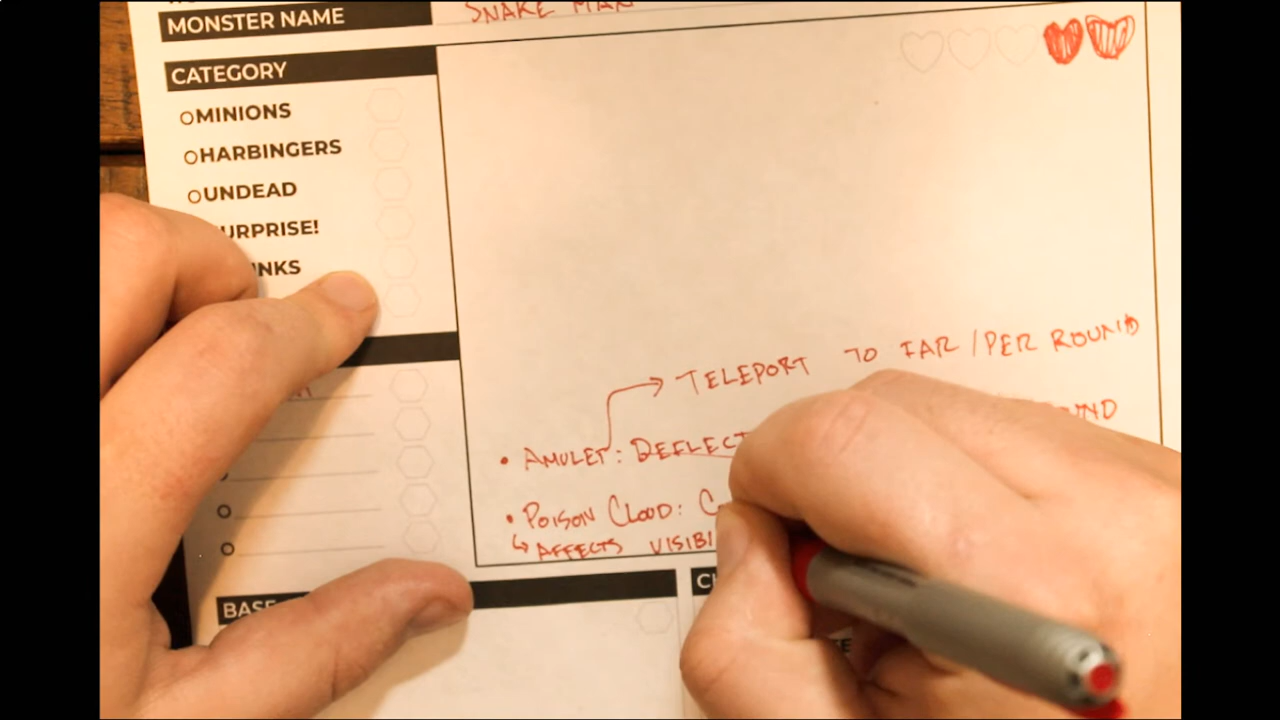 MONSTER NAME
SNAKE MAN
CATEGORY
MINIONS
HARBINGERS
UNDEAD
URPRISE!
INKS
TELEPORT TO FAR /PER ROUND
• AMULET: DEFLECT
• POISON CLOUD: C
↳ AFFECTS VISIBI
BASE